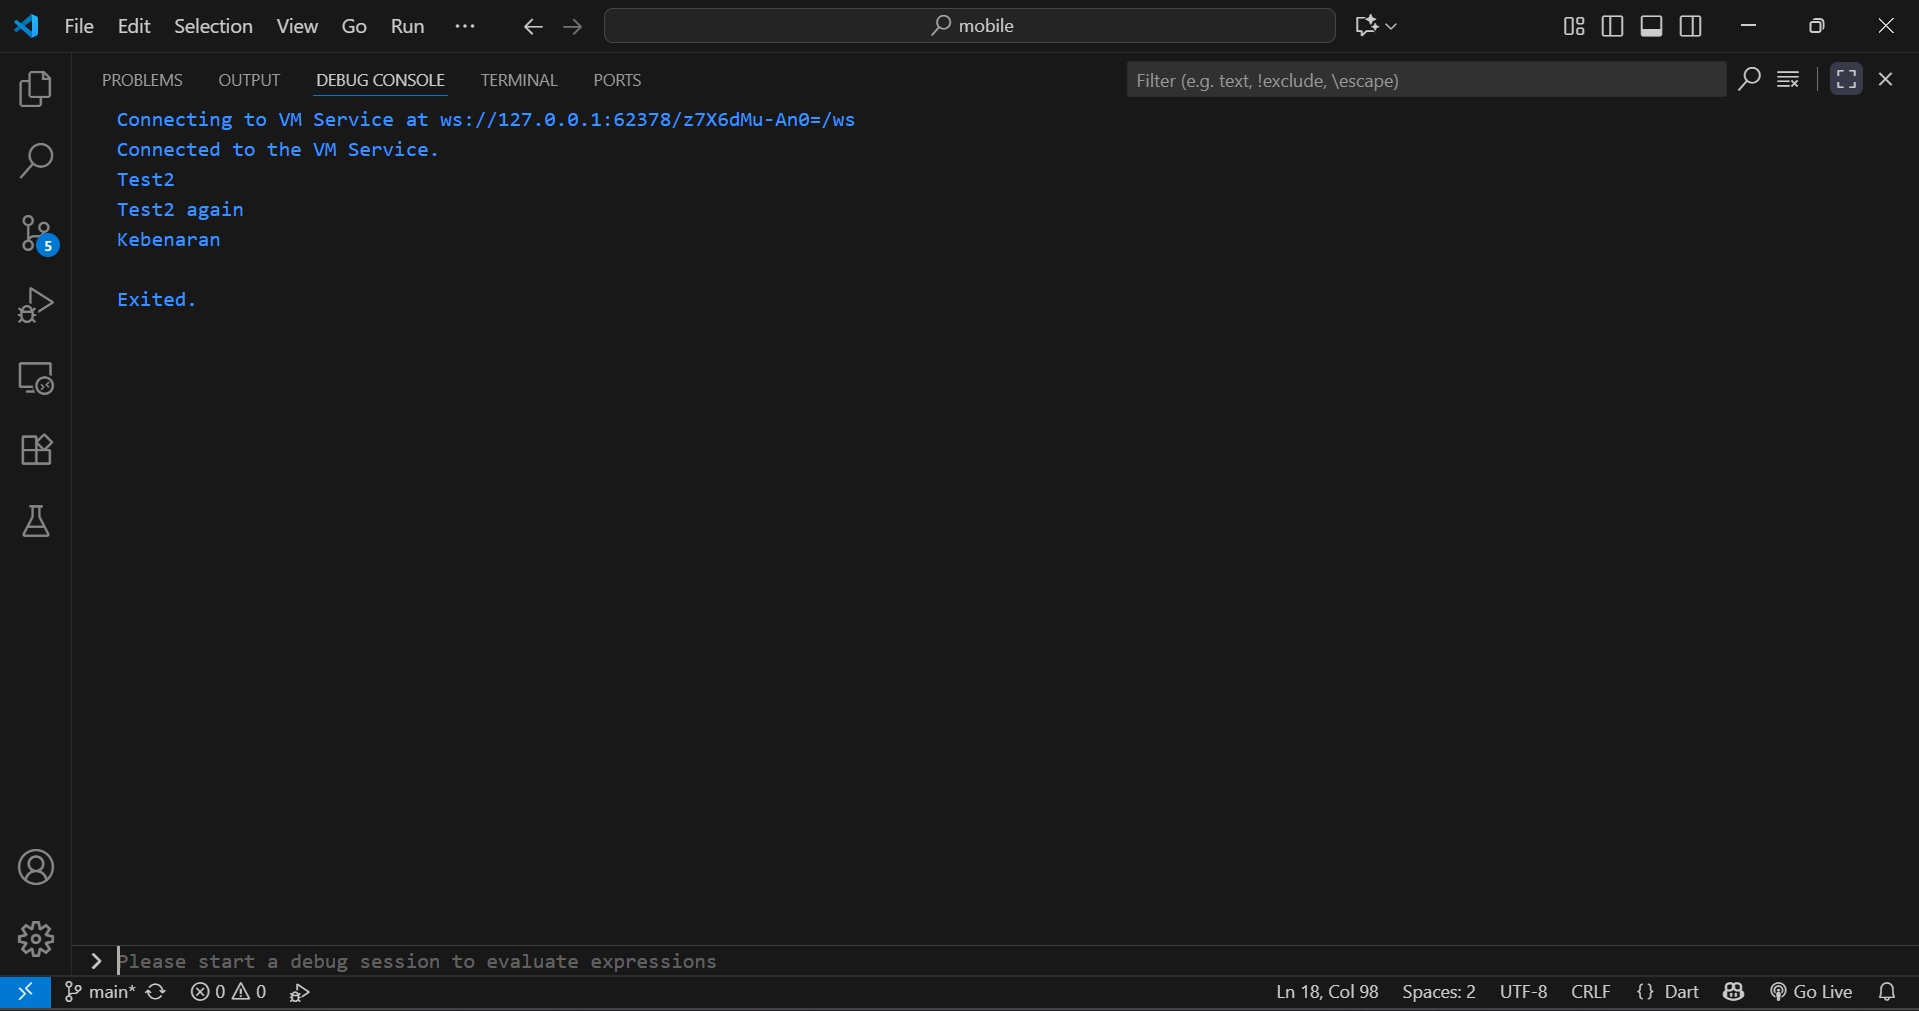 File Edit Selection View Go Run ··· mobile
PROBLEMS OUTPUT DEBUG CONSOLE TERMINAL PORTS Filter (e.g. text, !exclude, \escape)
Connecting to VM Service at ws://127.0.0.1:62378/z7X6dMu-An0=/ws
Connected to the VM Service.
Test2
Test2 again
Kebenaran
Exited.
5
Please start a debug session to evaluate expressions
main* 0 0 Ln 18, Col 98 Spaces: 2 UTF-8 CRLF {} Dart Go Live